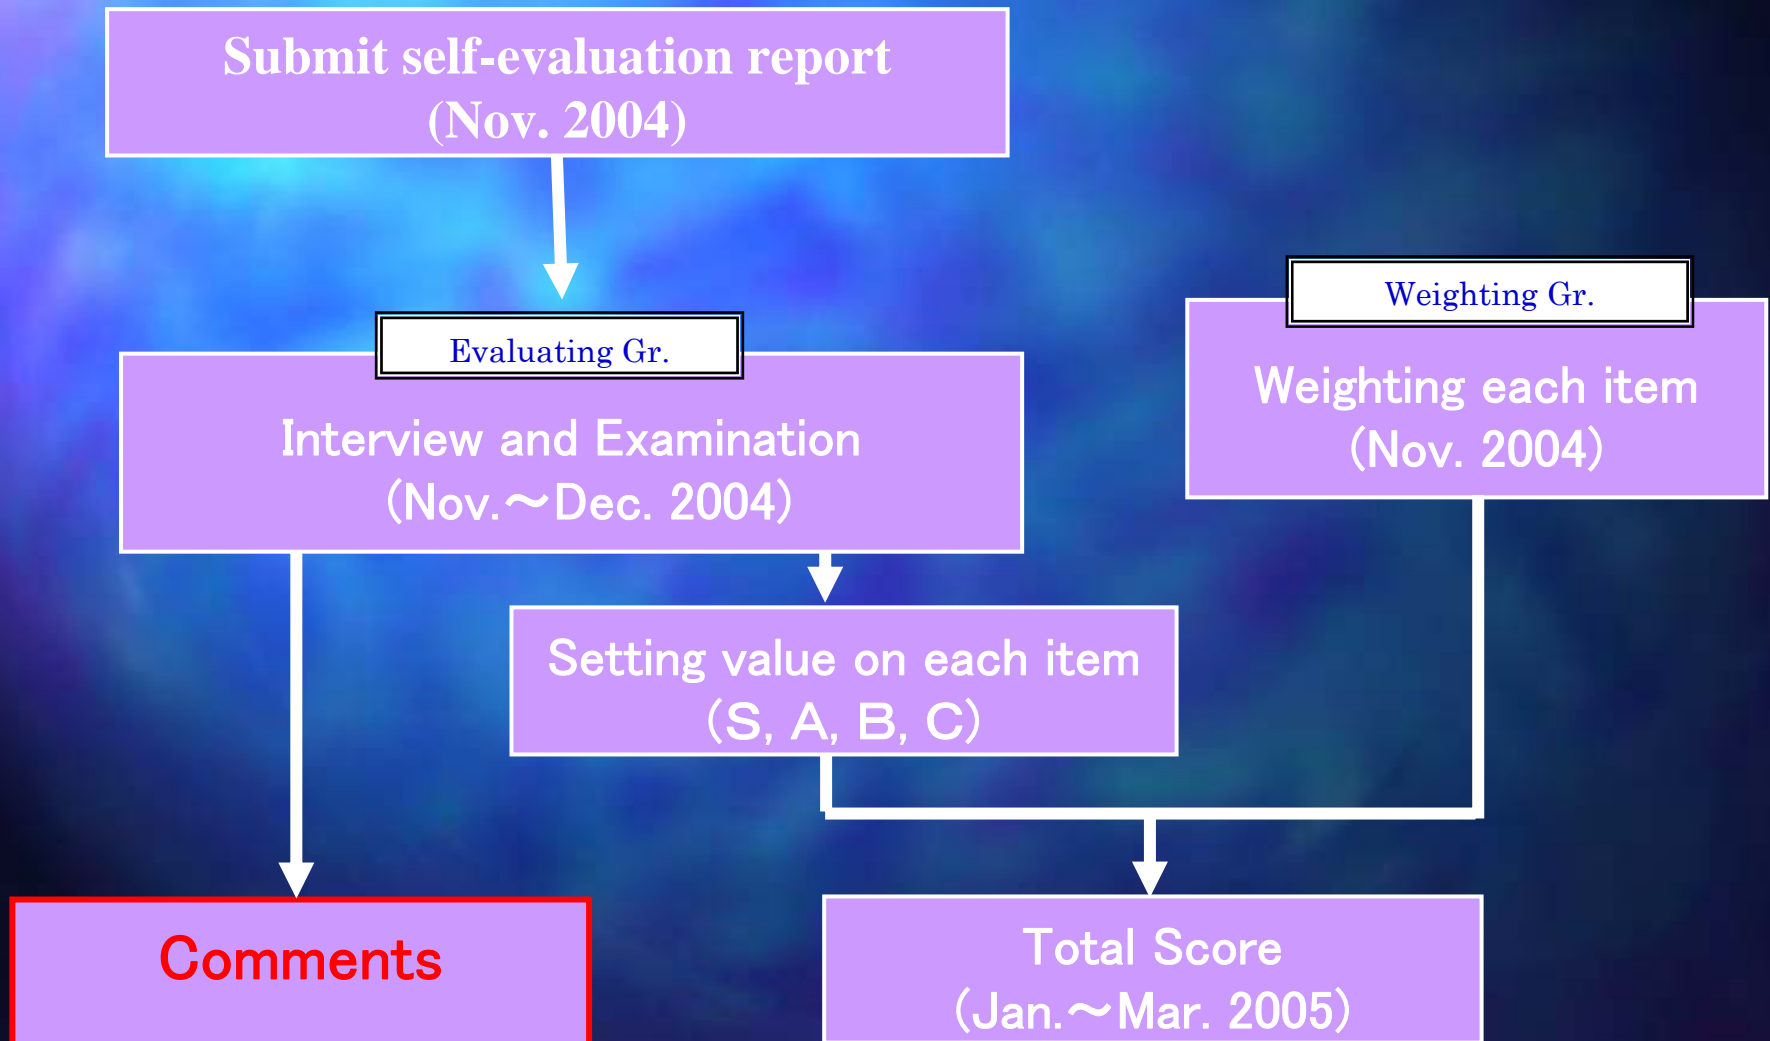 Submit self-evaluation report
(Nov. 2004)
Evaluating Gr.
Interview and Examination
(Nov.～Dec. 2004)
Weighting Gr.
Weighting each item
(Nov. 2004)
Setting value on each item
(S, A, B, C)
Comments
Total Score
(Jan.～Mar. 2005)